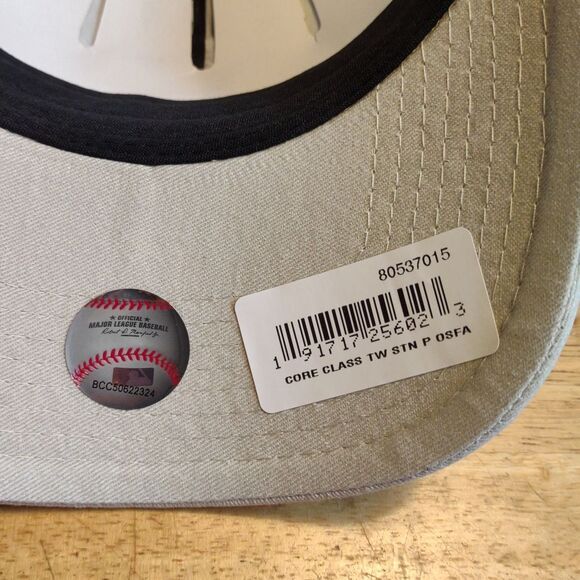 OFFICIAL
MAJOR LEAGUE BASEBALL
BCC50622324
80537015
1 91717 25602 3
CORE CLASS TW STN P OSFA